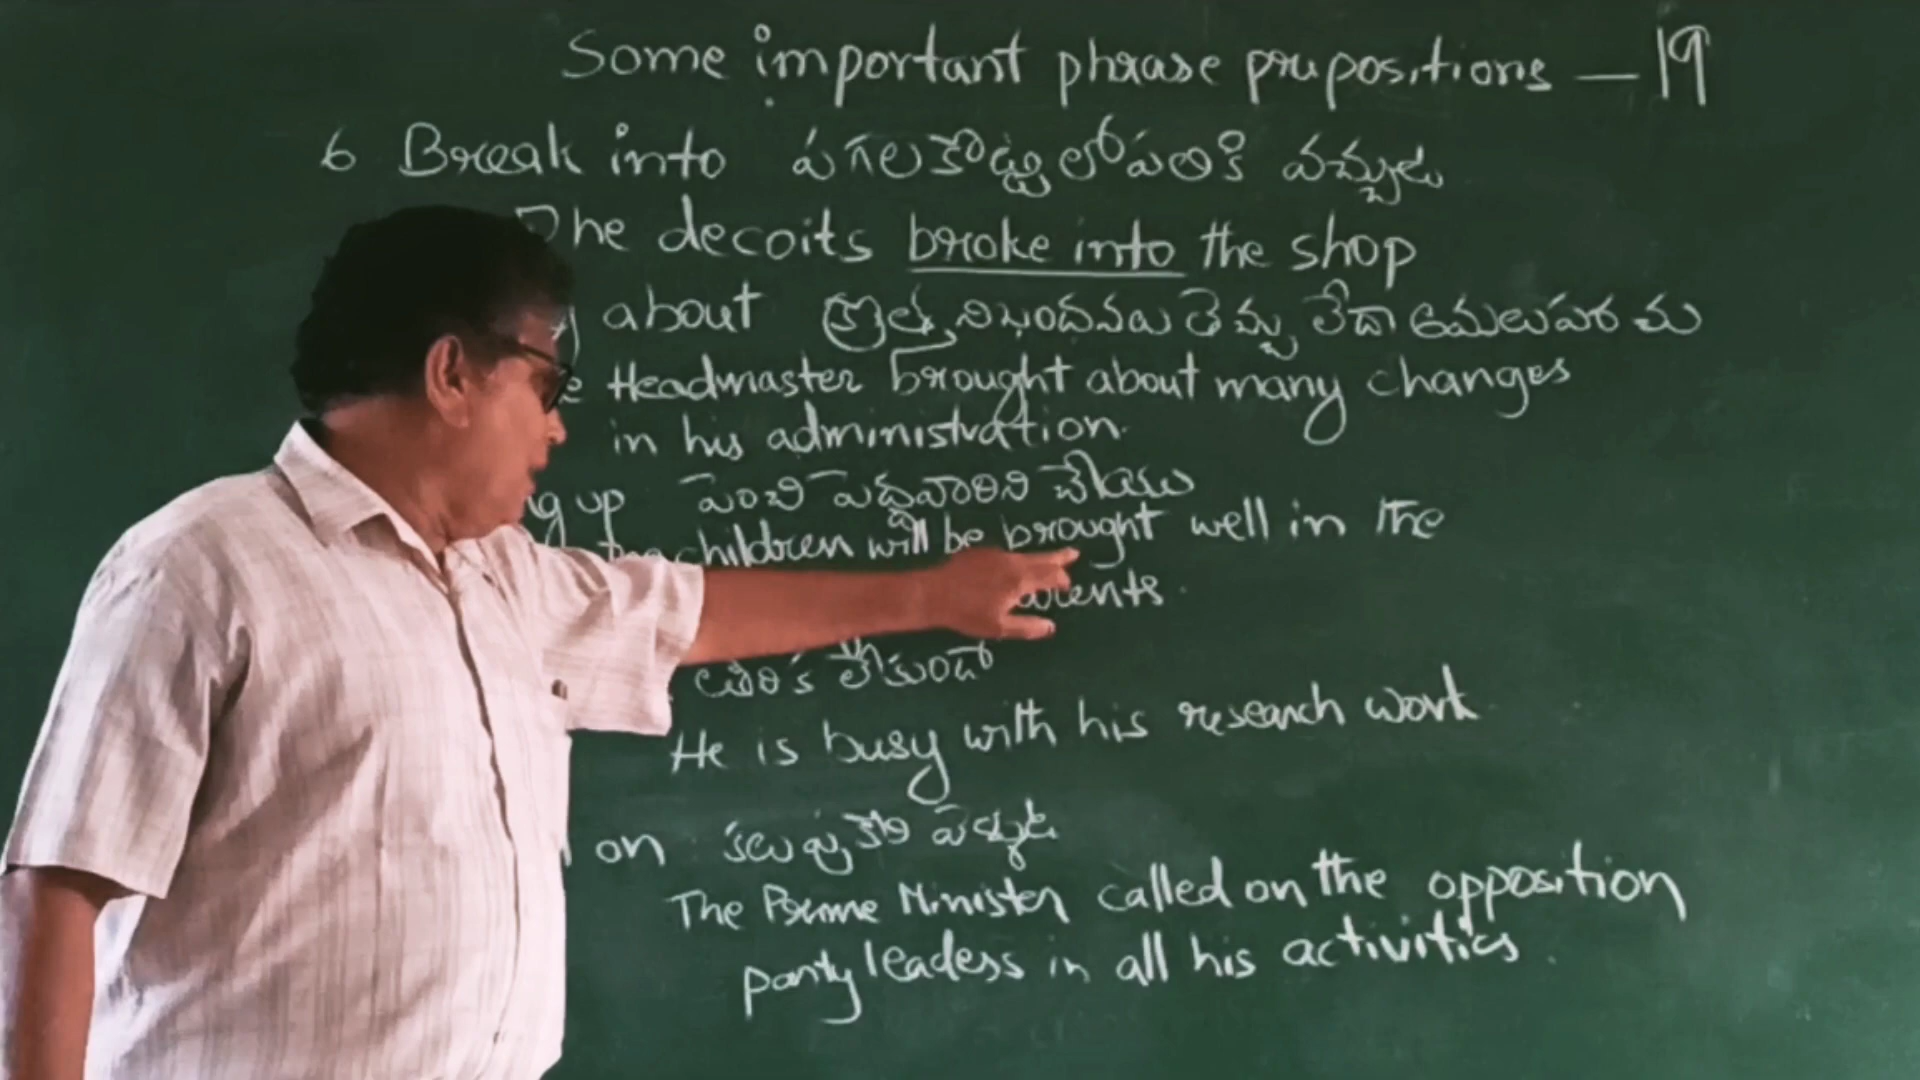 Some important phrase prepositions — 19
6 Break into పగలకొట్టి లోపలికి వచ్చుట
The decoits broke into the shop
about క్రొత్త నిబంధనలు తెచ్చు లేదా అమలుపరచు
Headmaster brought about many changes
in his administration.
up పెంచి పెద్దవారిని చేయు
children will be brought well in the
తీరిక లేకుండా
He is busy with his research work
on కలుపుకొని
The Prime Minister called on the opposition
party leadess in all his activities.